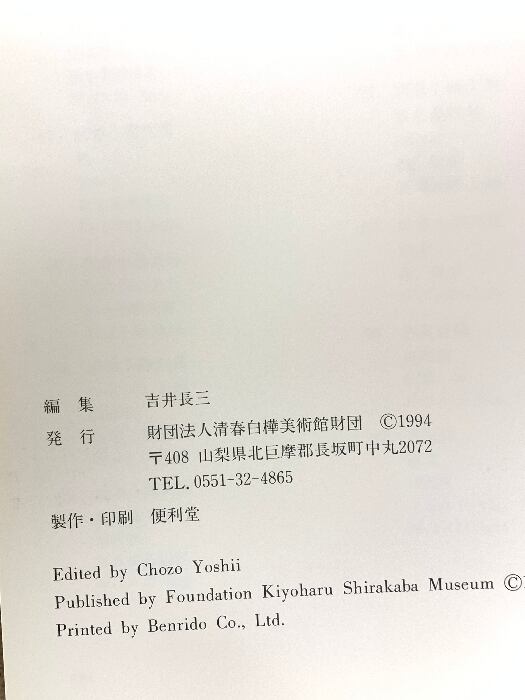 編　集　吉井長三
発　行　財団法人清春白樺美術館財団　©1994
〒408 山梨県北巨摩郡長坂町中丸2072
TEL. 0551-32-4865
製作・印刷　便利堂
Edited by Chozo Yoshii
Published by Foundation Kiyoharu Shirakaba Museum ©
Printed by Benrido Co., Ltd.